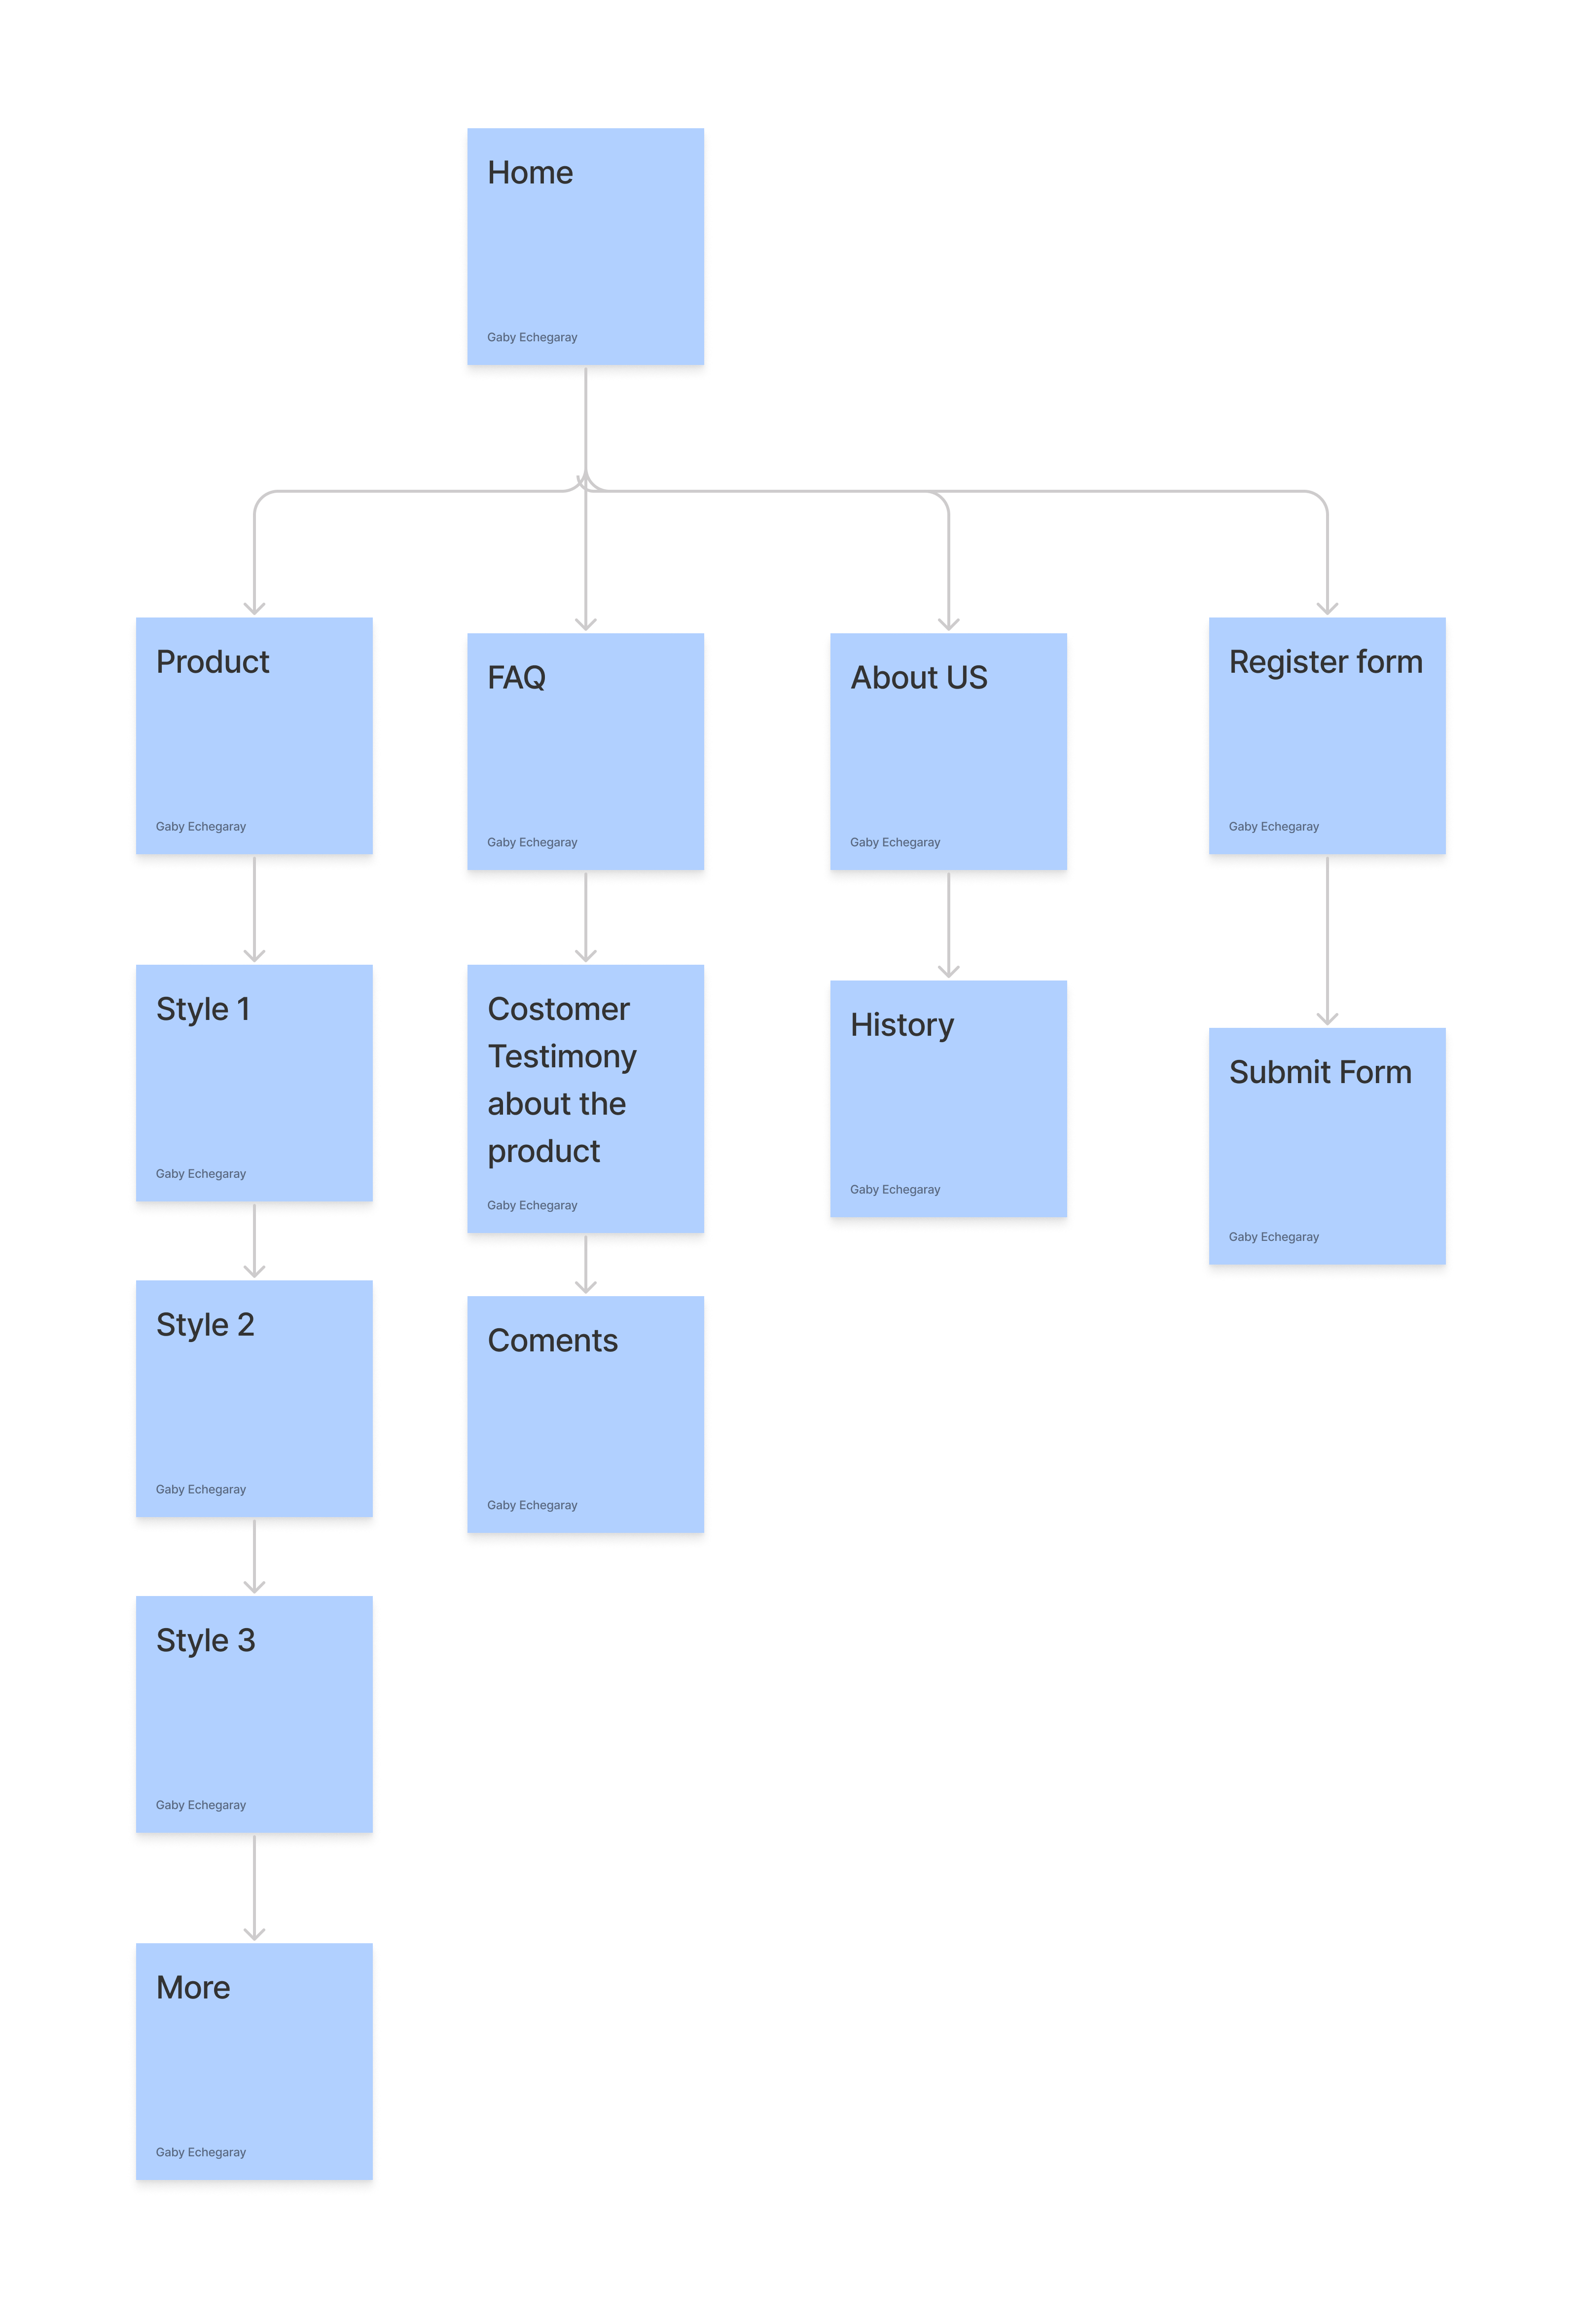 Home
Gaby Echegaray
Product
Gaby Echegaray
FAQ
Gaby Echegaray
About US
Gaby Echegaray
Register form
Gaby Echegaray
Style 1
Gaby Echegaray
Costomer
Testimony
about the
product
Gaby Echegaray
History
Gaby Echegaray
Submit Form
Gaby Echegaray
Style 2
Gaby Echegaray
Coments
Gaby Echegaray
Style 3
Gaby Echegaray
More
Gaby Echegaray